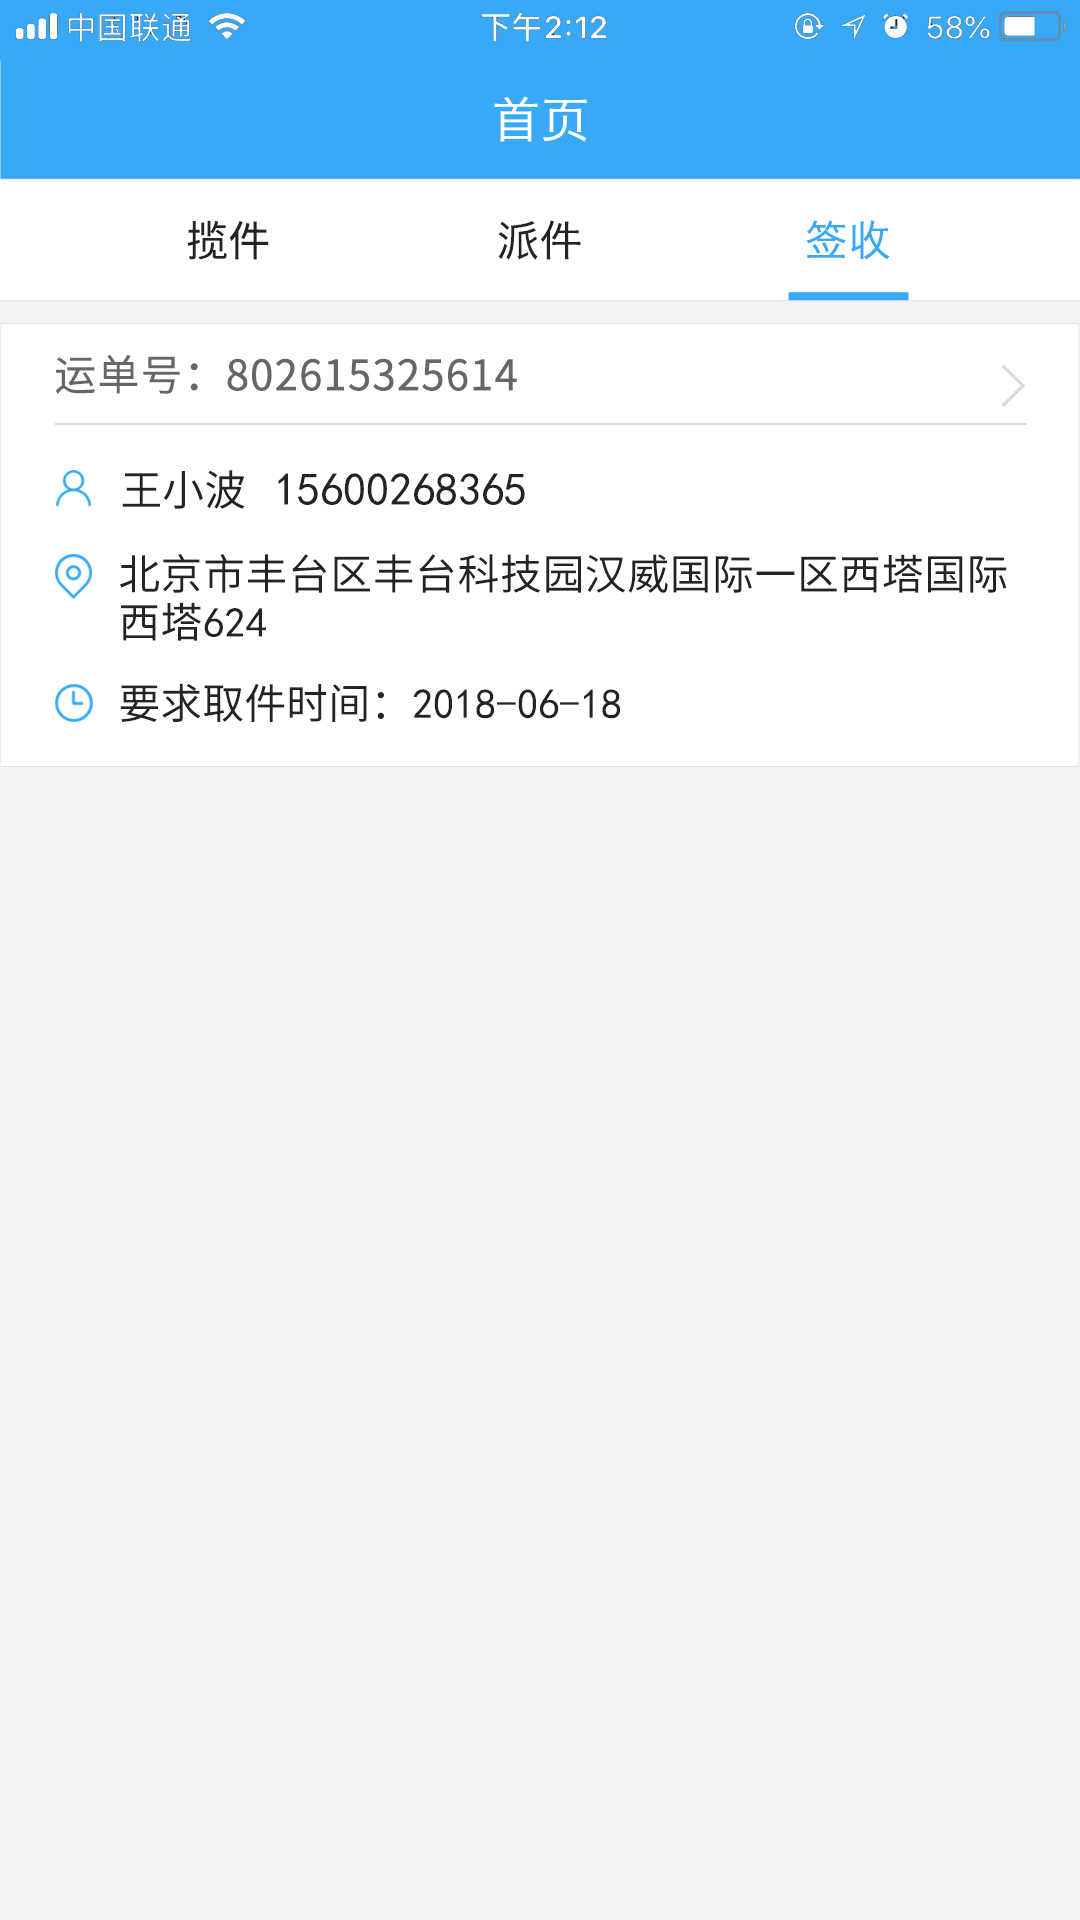 中国联通 下午2:12 58%
首页
揽件 派件 签收
运单号：802615325614
王小波 15600268365
北京市丰台区丰台科技园汉威国际一区西塔国际
西塔624
要求取件时间：2018-06-18